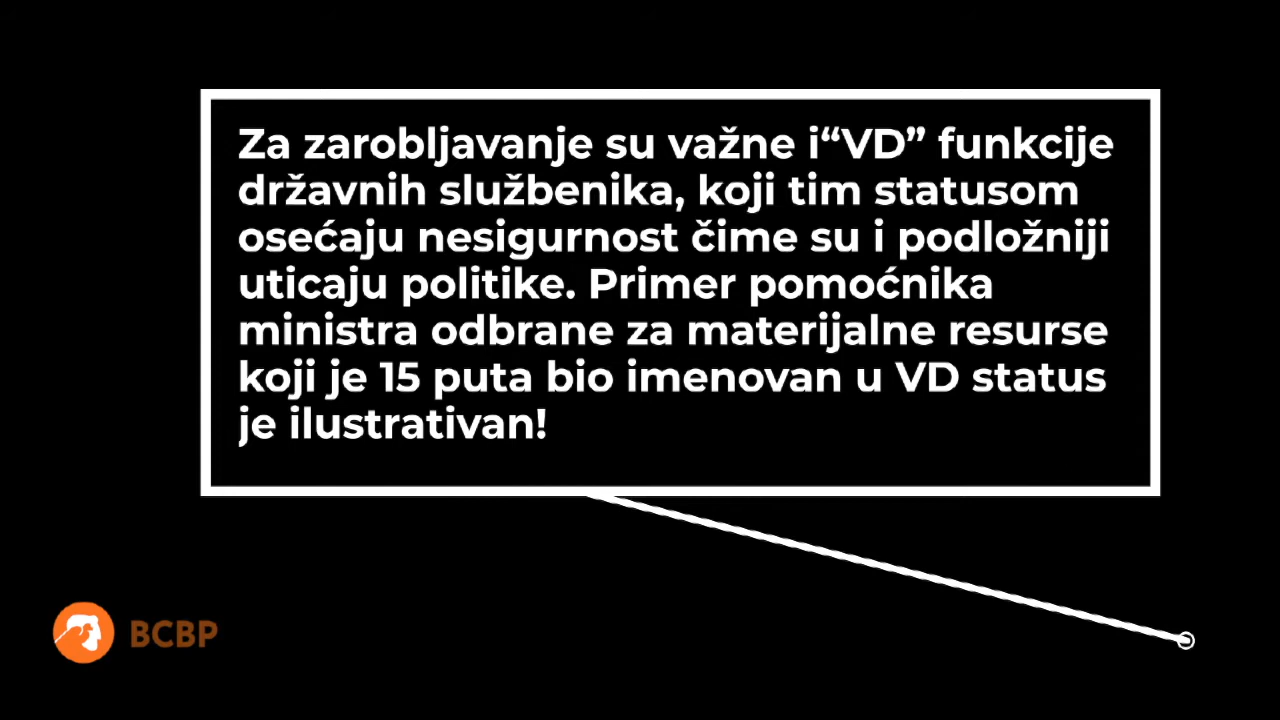 Za zarobljavanje su važne i“VD” funkcije
državnih službenika, koji tim statusom
osećaju nesigurnost čime su i podložniji
uticaju politike. Primer pomoćnika
ministra odbrane za materijalne resurse
koji je 15 puta bio imenovan u VD status
je ilustrativan!
BCBP